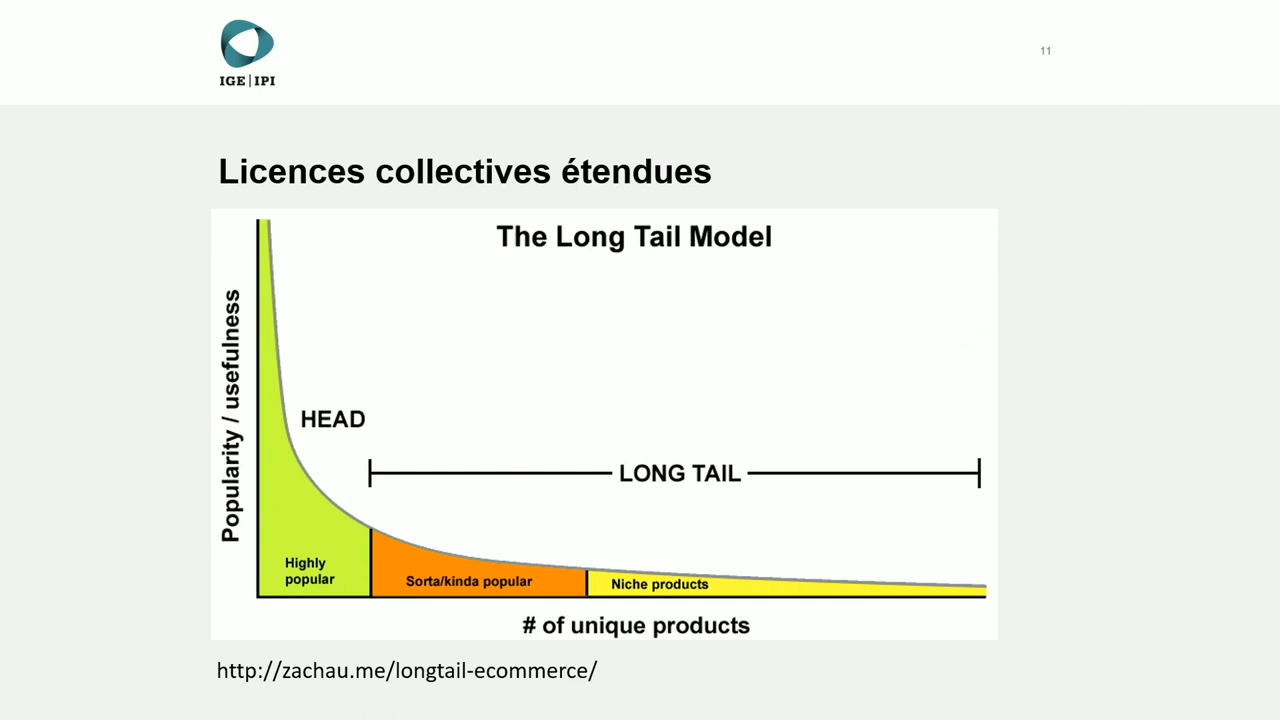 IGE|IPI
11
Licences collectives étendues
The Long Tail Model
Popularity / usefulness
HEAD
LONG TAIL
Highly
popular
Sorta/kinda popular
Niche products
# of unique products
http://zachau.me/longtail-ecommerce/